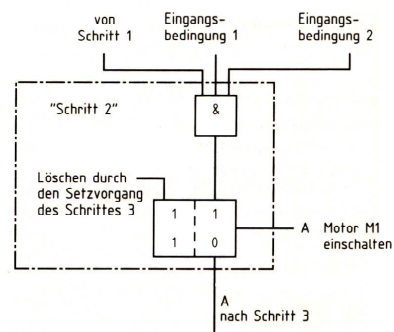 von
Schritt 1
Eingangs-
bedingung 1
Eingangs-
bedingung 2
"Schritt 2"
&
Löschen durch
den Setzvorgang
des Schrittes 3
1 1
1 0
A Motor M1
einschalten
A
nach Schritt 3